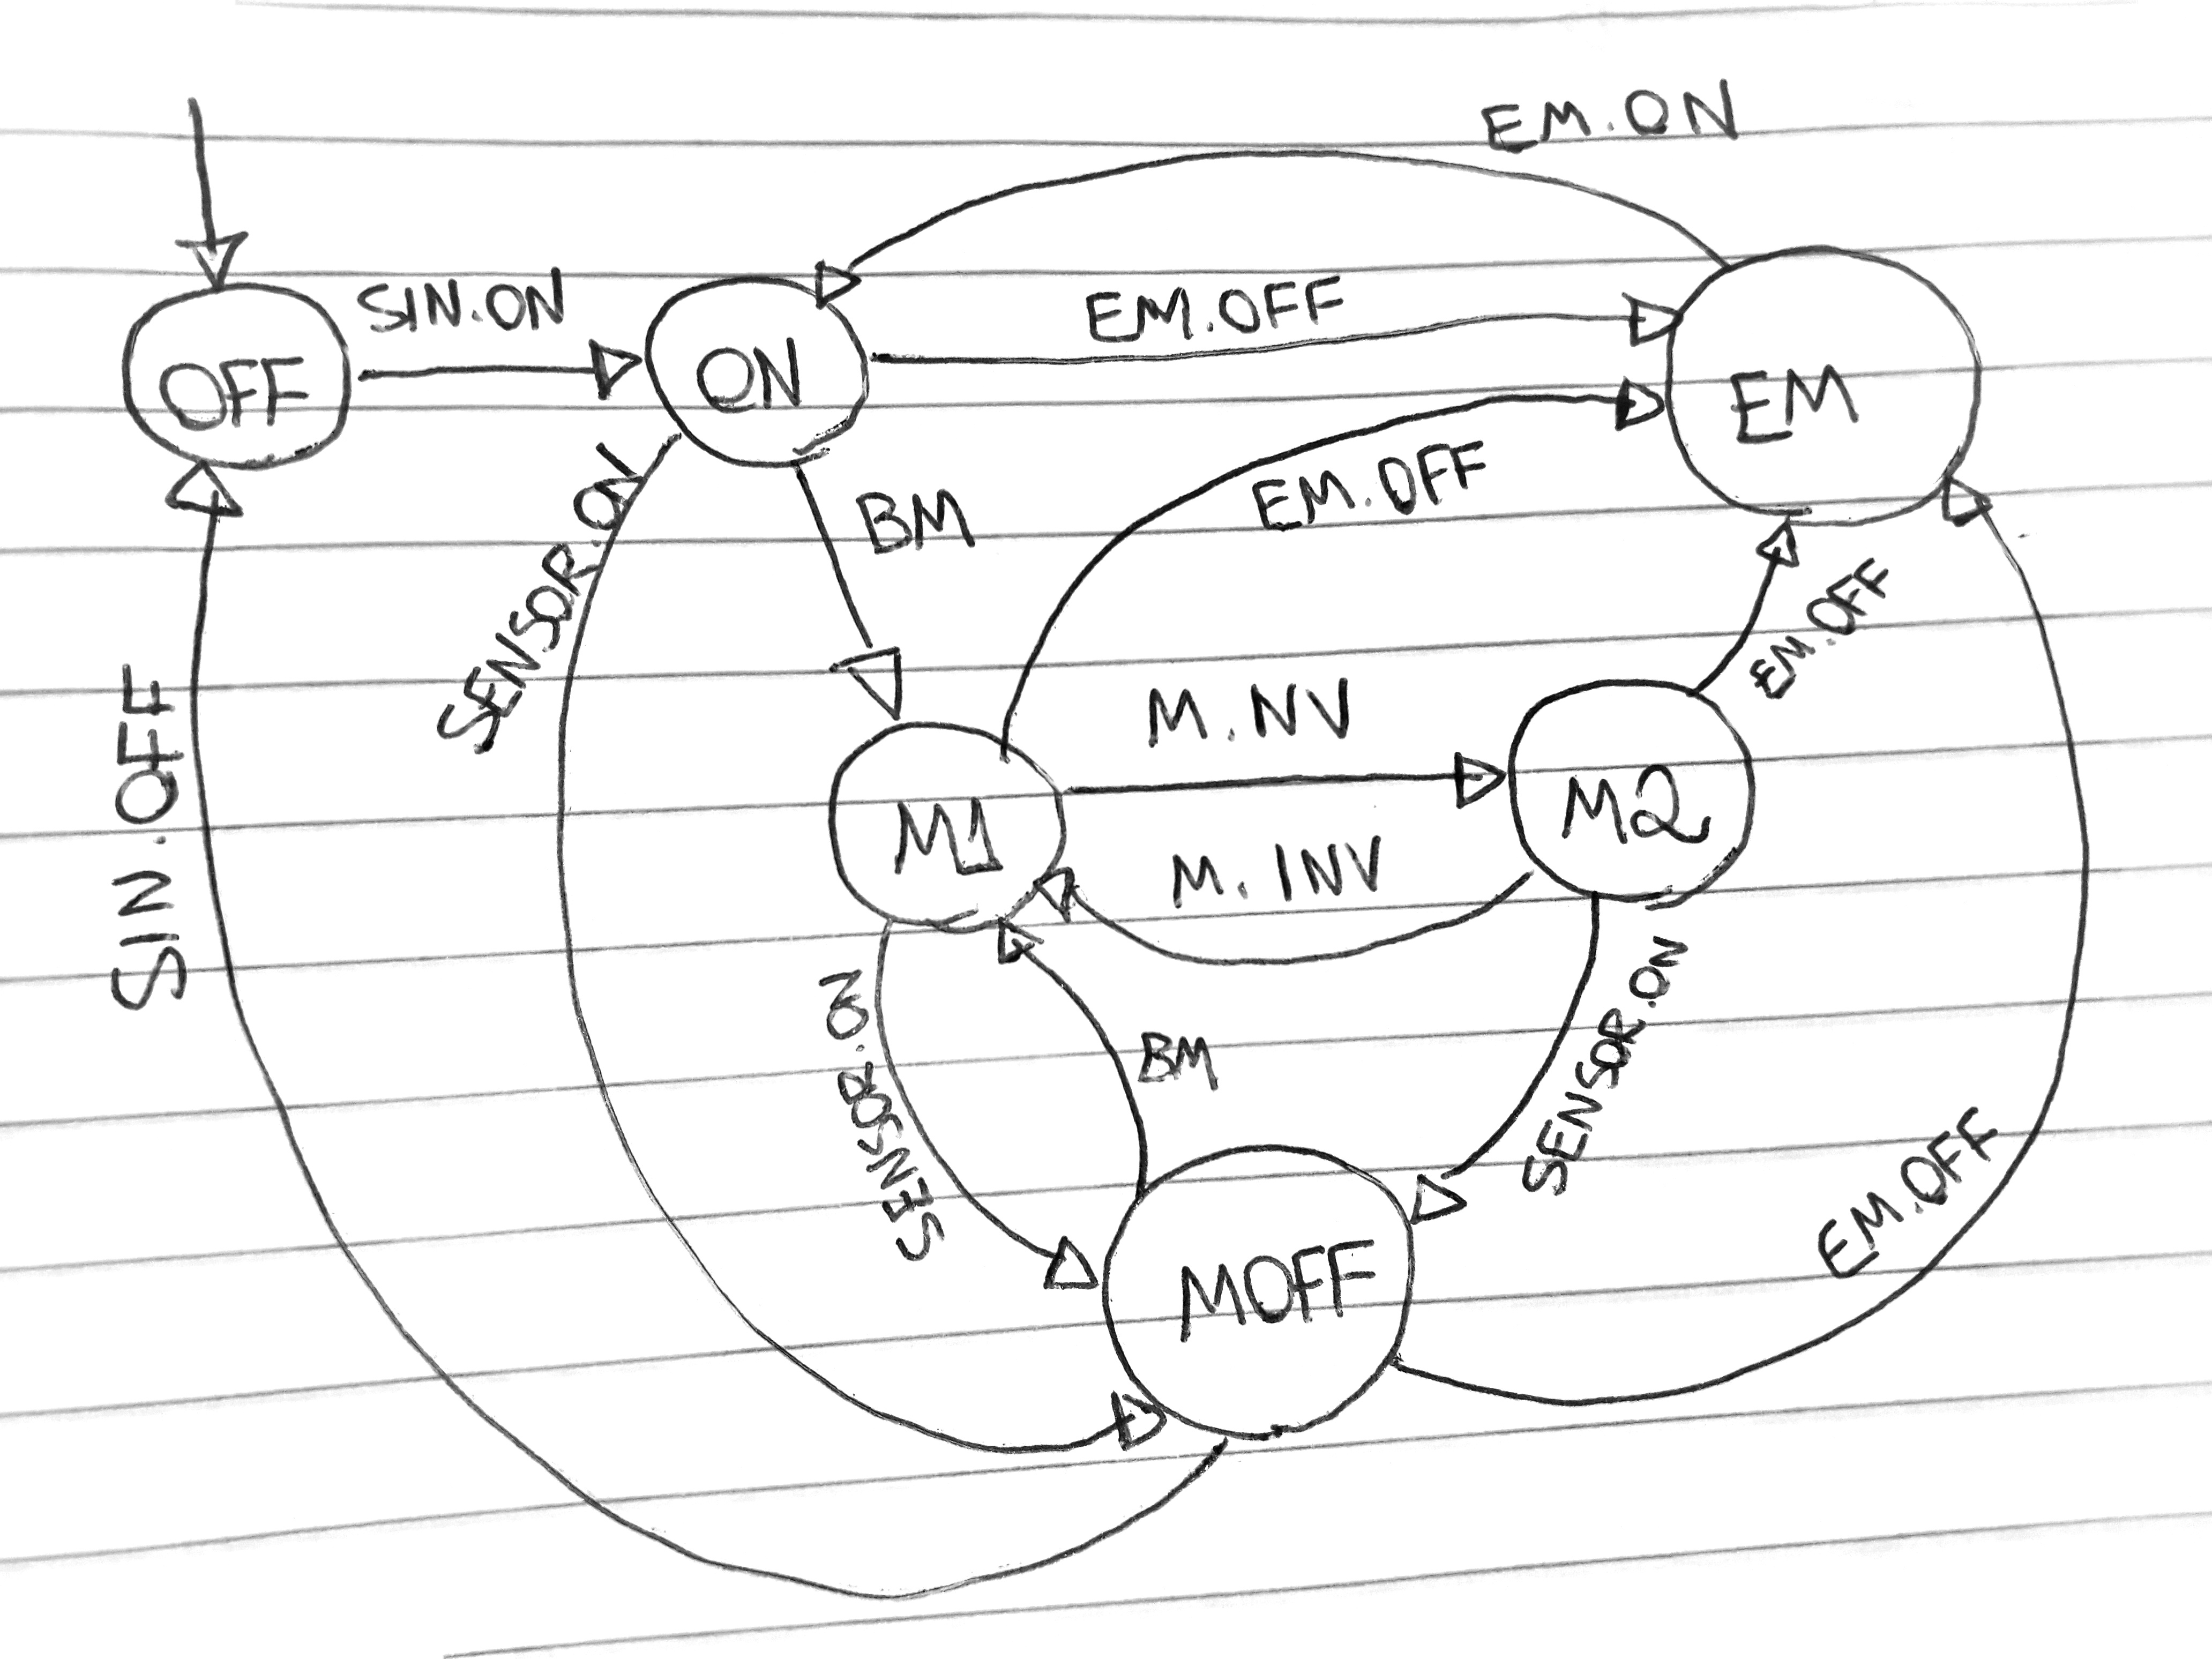 EM.ON
SIN.ON
EM.OFF
OFF
ON
EM
EM.OFF
SENSOR.ON
BM
EM.OFF
SIN.OFF
M.NV
M1
M2
M.INV
SENSOR.ON
BM
SENSOR.ON
MOFF
EM.OFF